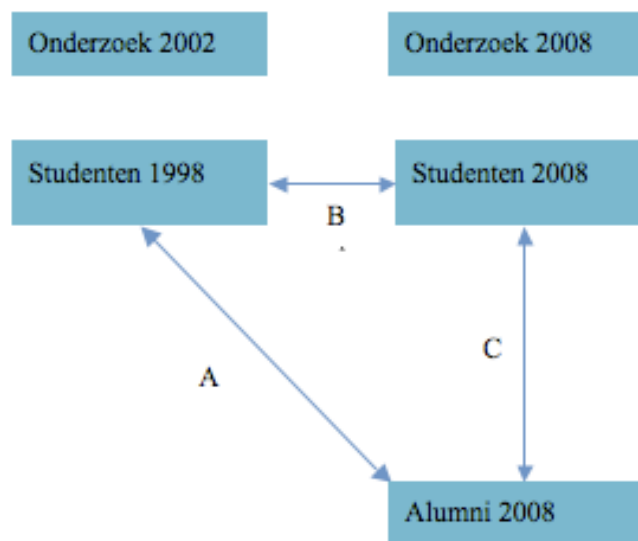 Onderzoek 2002
Onderzoek 2008
Studenten 1998
Studenten 2008
B
A
C
Alumni 2008